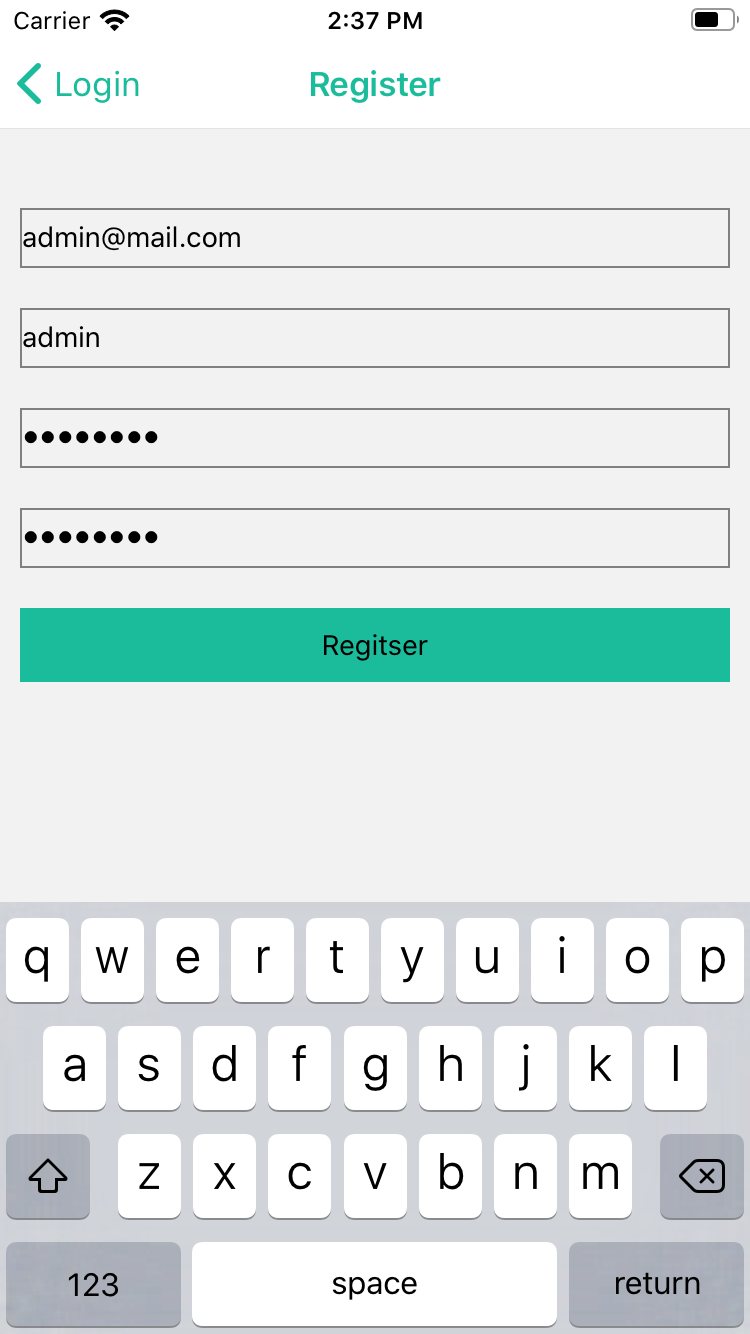 Carrier 2:37 PM
Login Register
admin@mail.com
admin
••••••••
••••••••
Regitser
q w e r t y u i o p
a s d f g h j k l
z x c v b n m
123 space return